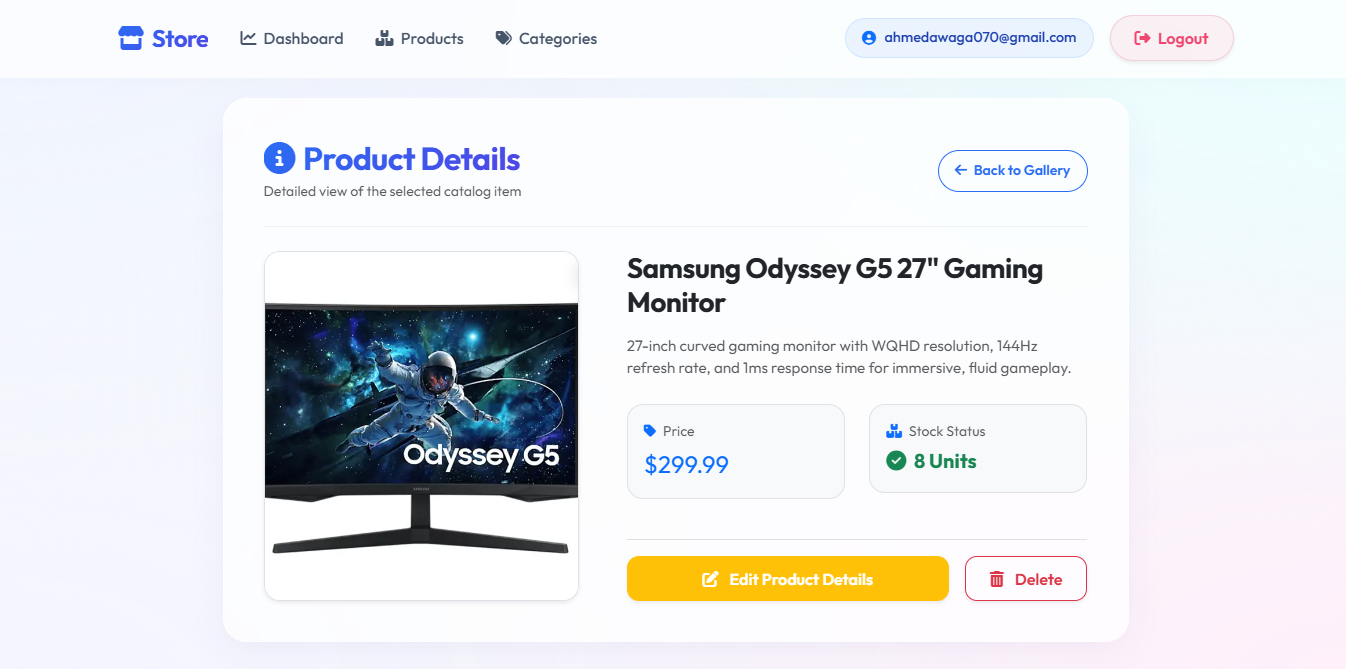 Store
Dashboard
Products
Categories
ahmedawaga070@gmail.com
Logout
Product Details
Detailed view of the selected catalog item
Back to Gallery
Odyssey G5
SAMSUNG
Samsung Odyssey G5 27" Gaming
Monitor
27-inch curved gaming monitor with WQHD resolution, 144Hz
refresh rate, and 1ms response time for immersive, fluid gameplay.
Price
$299.99
Stock Status
8 Units
Edit Product Details
Delete